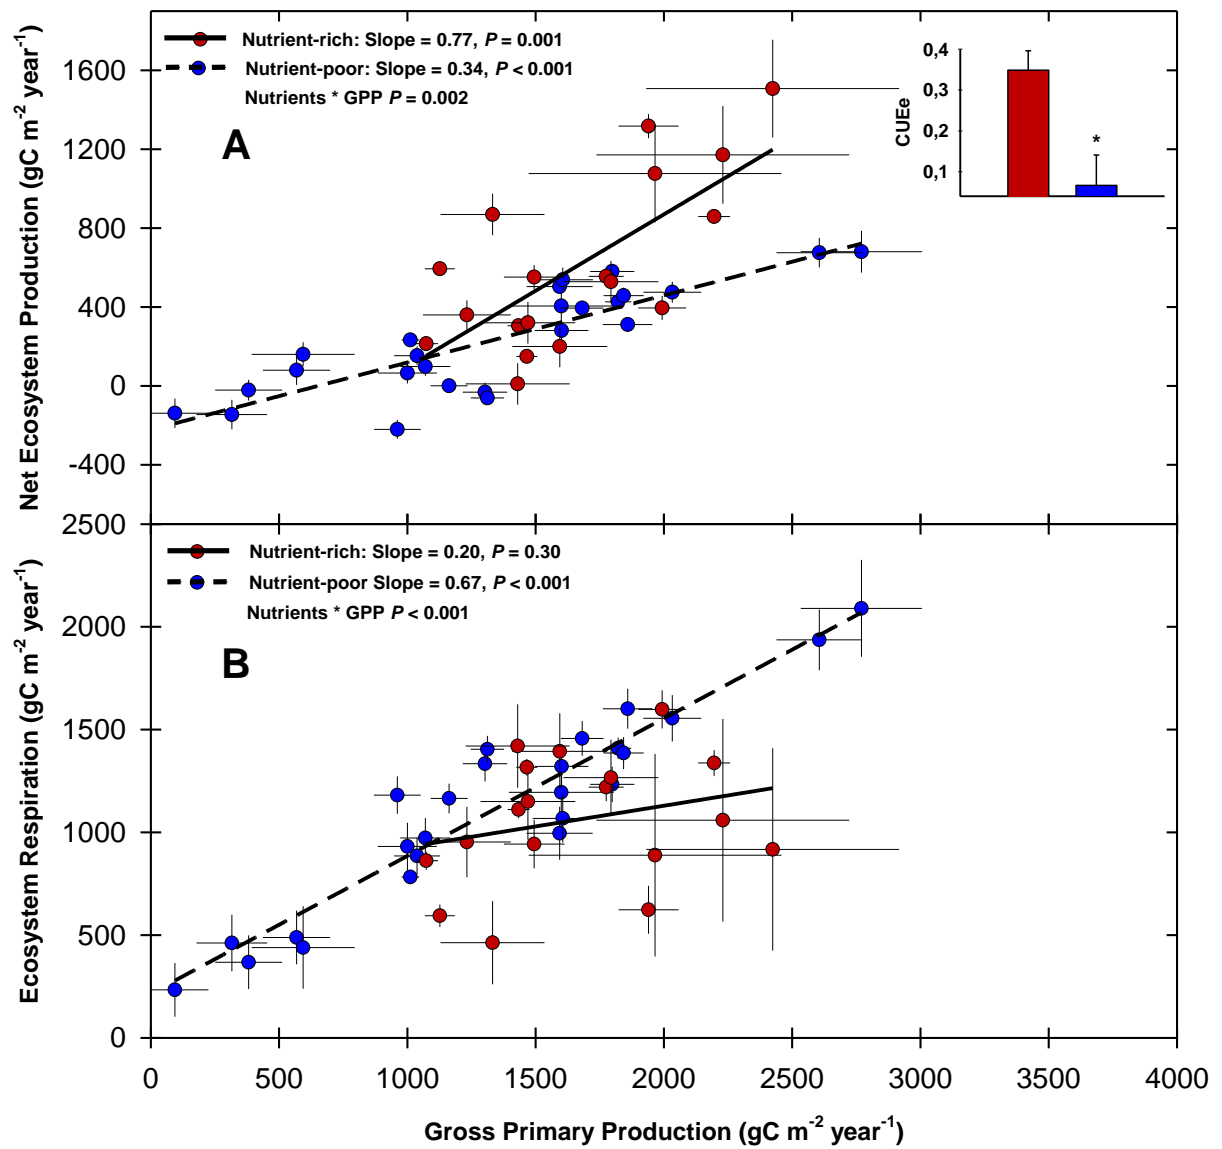 Nutrient-rich: Slope = 0.77, P = 0.001
Nutrient-poor: Slope = 0.34, P < 0.001
Nutrients * GPP P = 0.002
A
Net Ecosystem Production (gC m-2 year-1)
1600
1200
800
400
0
-400
CUEe
0,4
0,3
0,2
0,1
*
2500
Nutrient-rich: Slope = 0.20, P = 0.30
Nutrient-poor Slope = 0.67, P < 0.001
Nutrients * GPP P < 0.001
B
Ecosystem Respiration (gC m-2 year-1)
2000
1500
1000
500
0
0 500 1000 1500 2000 2500 3000 3500 4000
Gross Primary Production (gC m-2 year-1)